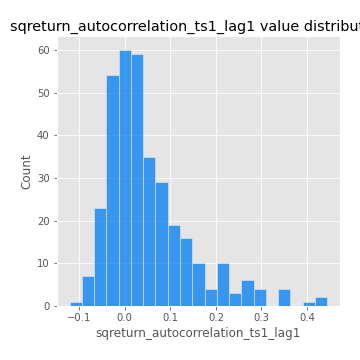 sqreturn_autocorrelation_ts1_lag1 value distribut
60
50
40
30
20
10
0
Count
−0.1 0.0 0.1 0.2 0.3 0.4
sqreturn_autocorrelation_ts1_lag1